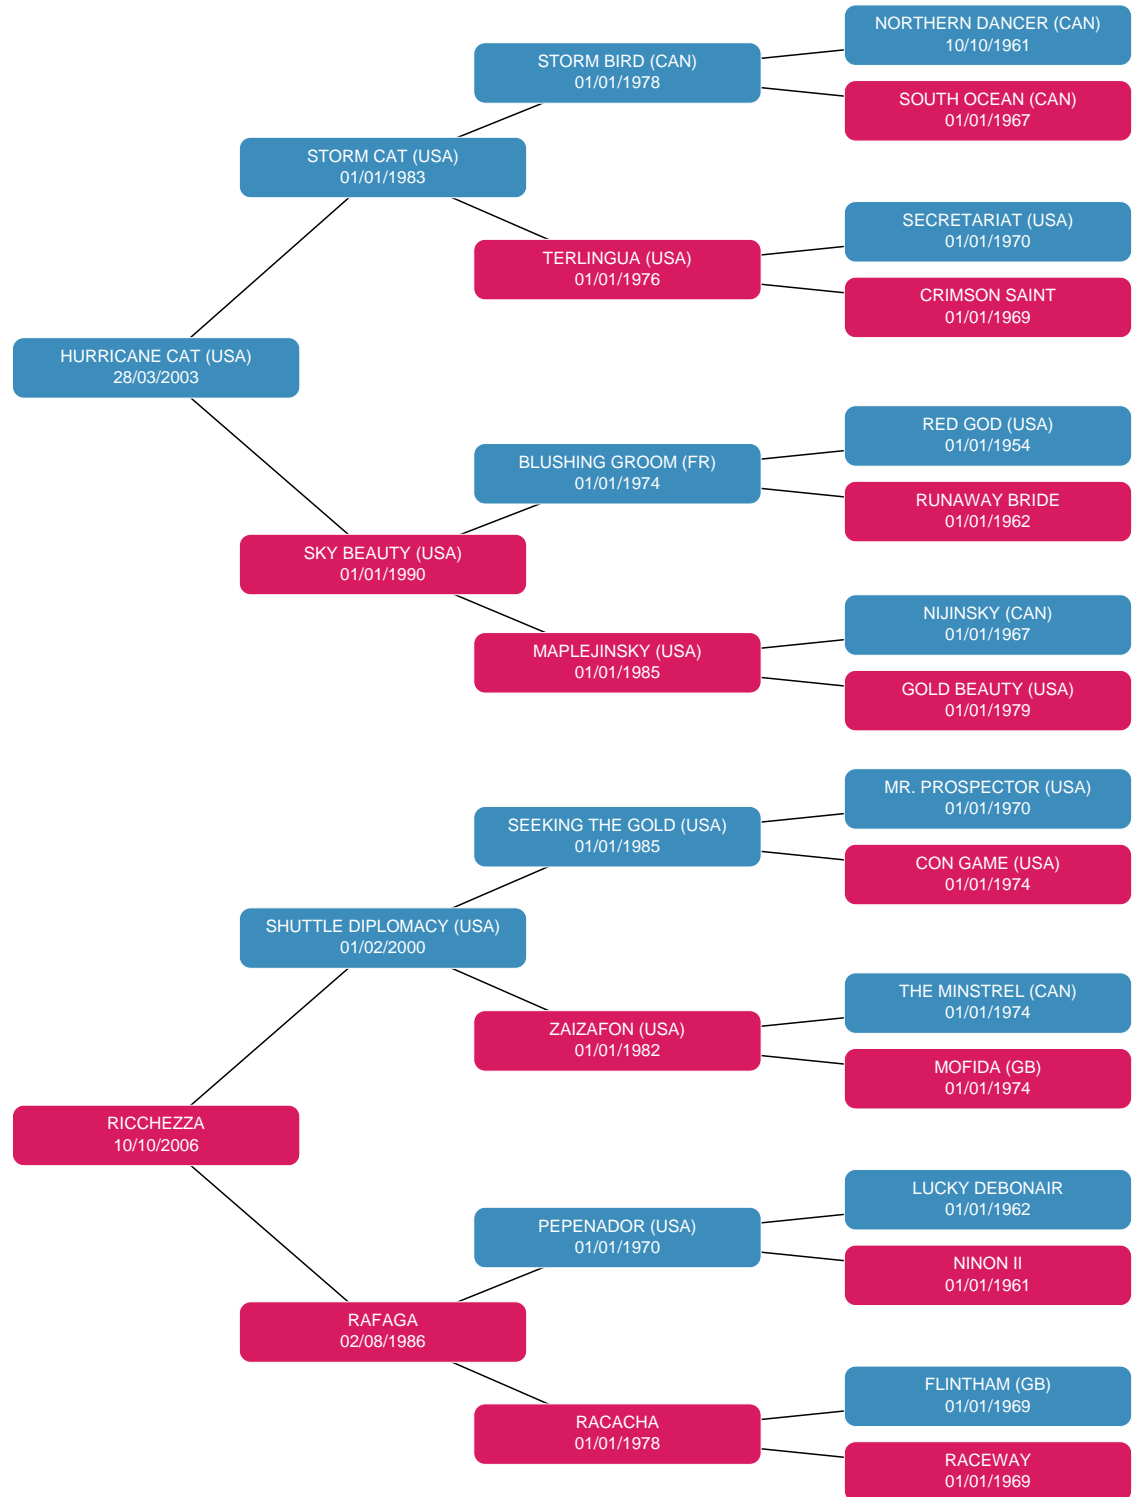 NORTHERN DANCER (CAN)
10/10/1961
STORM BIRD (CAN)
01/01/1978
SOUTH OCEAN (CAN)
01/01/1967
STORM CAT (USA)
01/01/1983
SECRETARIAT (USA)
01/01/1970
TERLINGUA (USA)
01/01/1976
CRIMSON SAINT
01/01/1969
HURRICANE CAT (USA)
28/03/2003
RED GOD (USA)
01/01/1954
BLUSHING GROOM (FR)
01/01/1974
RUNAWAY BRIDE
01/01/1962
SKY BEAUTY (USA)
01/01/1990
NIJINSKY (CAN)
01/01/1967
MAPLEJINSKY (USA)
01/01/1985
GOLD BEAUTY (USA)
01/01/1979
MR. PROSPECTOR (USA)
01/01/1970
SEEKING THE GOLD (USA)
01/01/1985
CON GAME (USA)
01/01/1974
SHUTTLE DIPLOMACY (USA)
01/02/2000
THE MINSTREL (CAN)
01/01/1974
ZAIZAFON (USA)
01/01/1982
MOFIDA (GB)
01/01/1974
RICCHEZZA
10/10/2006
LUCKY DEBONAIR
01/01/1962
PEPENADOR (USA)
01/01/1970
NINON II
01/01/1961
RAFAGA
02/08/1986
FLINTHAM (GB)
01/01/1969
RACACHA
01/01/1978
RACEWAY
01/01/1969